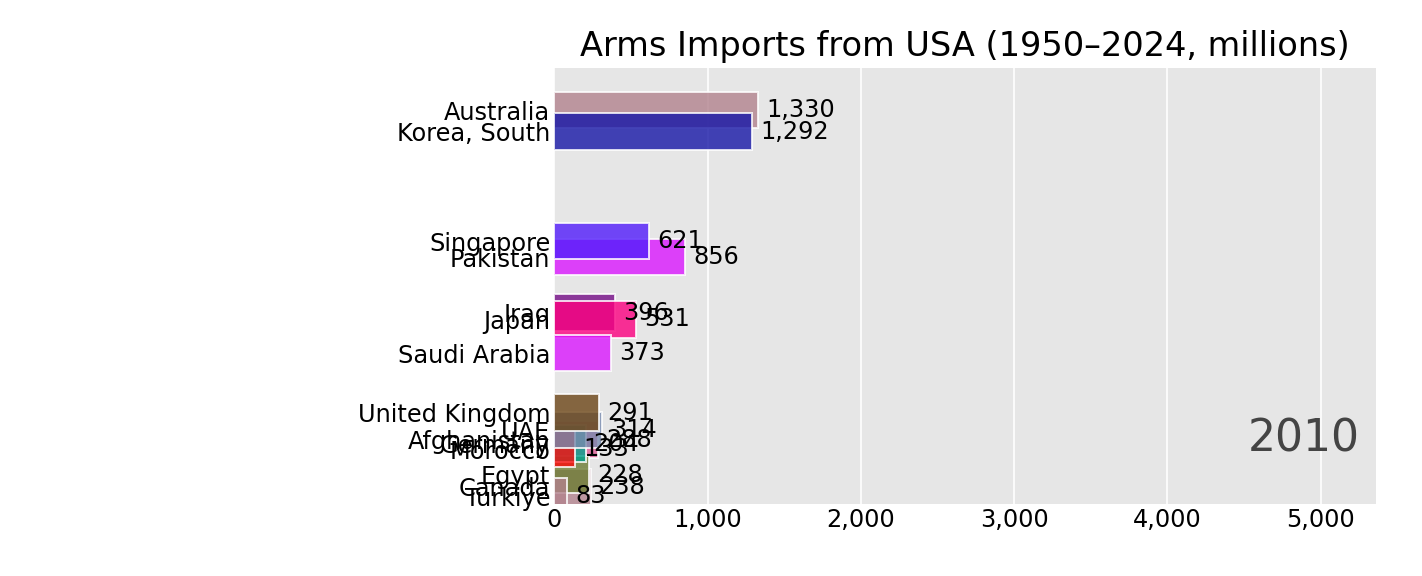 Arms Imports from USA (1950–2024, millions)
Australia 1,330
Korea, South 1,292
Singapore 621
Pakistan 856
Iraq 396
Japan 531
Saudi Arabia 373
United Kingdom 291
UAE 314
Afghanistan
Germany
Morocco 133
Egypt 228
Canada 238
Türkiye 83
2010
0 1,000 2,000 3,000 4,000 5,000